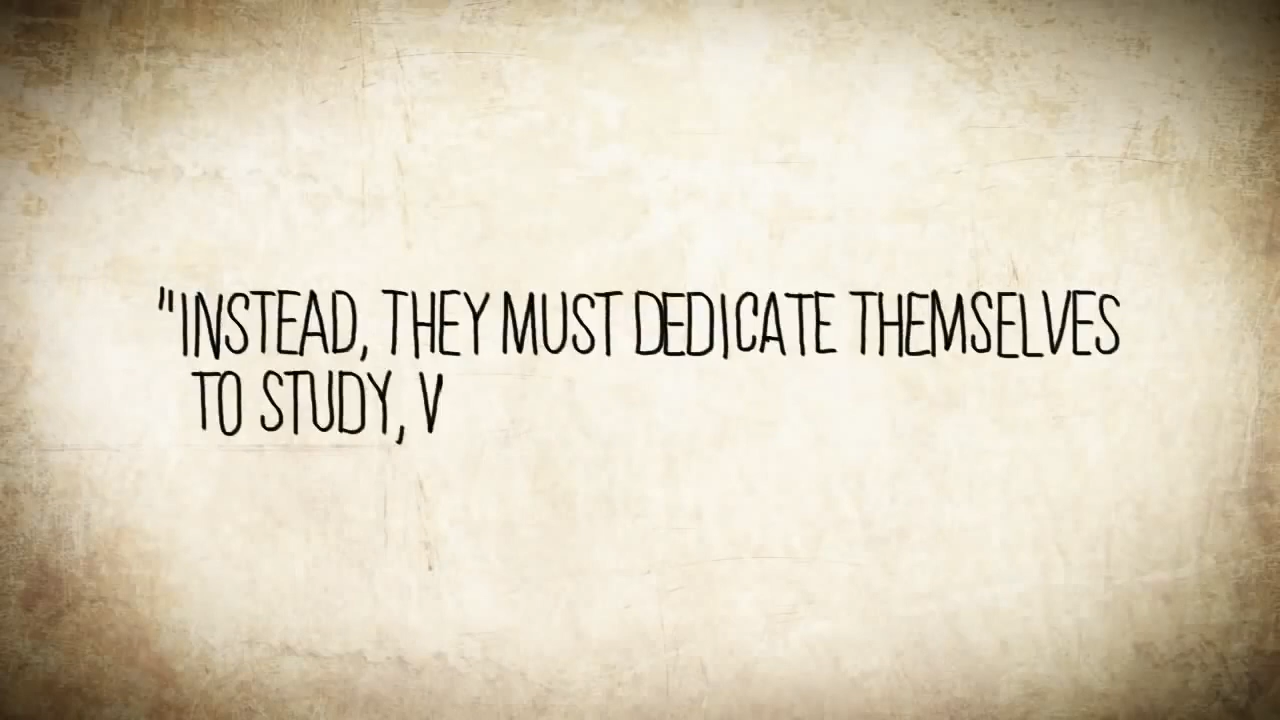 "INSTEAD, THEY MUST DEDICATE THEMSELVES
TO STUDY, V